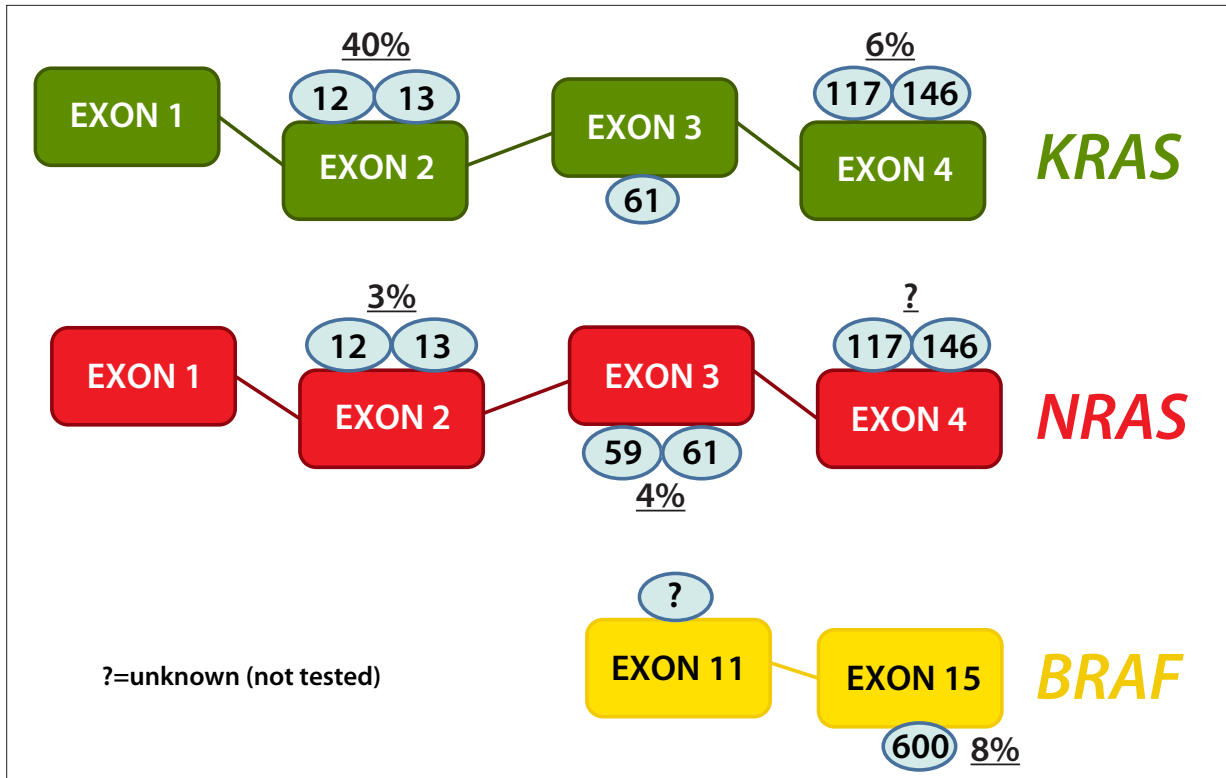 40%
6%
12 13
117 146
EXON 1
EXON 2
EXON 3
EXON 4
KRAS
61
3%
?
12 13
117 146
EXON 1
EXON 2
EXON 3
EXON 4
NRAS
59 61
4%
?
EXON 11
EXON 15
BRAF
?=unknown (not tested)
600 8%